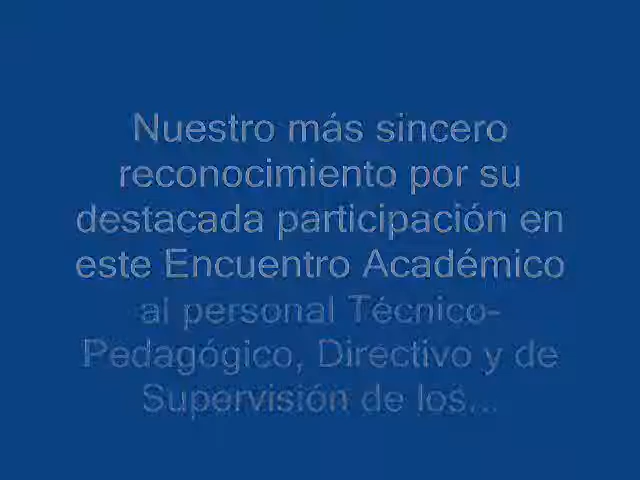 Nuestro más sincero
reconocimiento por su
destacada participación en
este Encuentro Académico
al personal Técnico-
Pedagógico, Directivo y de
Supervisión de los...